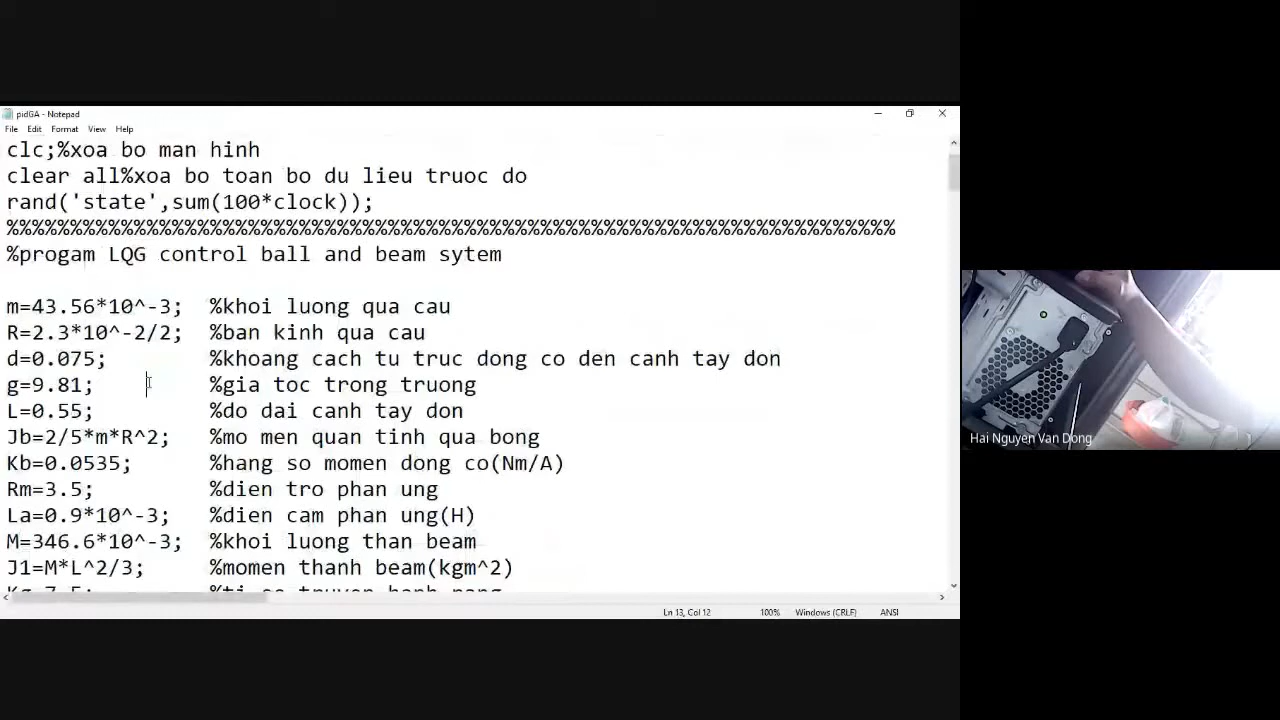 pidGA - Notepad
File Edit Format View Help
clc;%xoa bo man hinh
clear all%xoa bo toan bo du lieu truoc do
rand('state',sum(100*clock));
%%%%%%%%%%%%%%%%%%%%%%%%%%%%%%%%%%%%%%%%%%%%%%%%%%%%%%%%%%%%%%%%%%%%%%%
%progam LQG control ball and beam sytem
m=43.56*10^-3; %khoi luong qua cau
R=2.3*10^-2/2; %ban kinh qua cau
d=0.075; %khoang cach tu truc dong co den canh tay don
g=9.81; %gia toc trong truong
L=0.55; %do dai canh tay don
Jb=2/5*m*R^2; %mo men quan tinh qua bong
Kb=0.0535; %hang so momen dong co(Nm/A)
Rm=3.5; %dien tro phan ung
La=0.9*10^-3; %dien cam phan ung(H)
M=346.6*10^-3; %khoi luong than beam
J1=M*L^2/3; %momen thanh beam(kgm^2)
Ln 13, Col 12 100% Windows (CRLF) ANSI
Hai Nguyen Van Dong